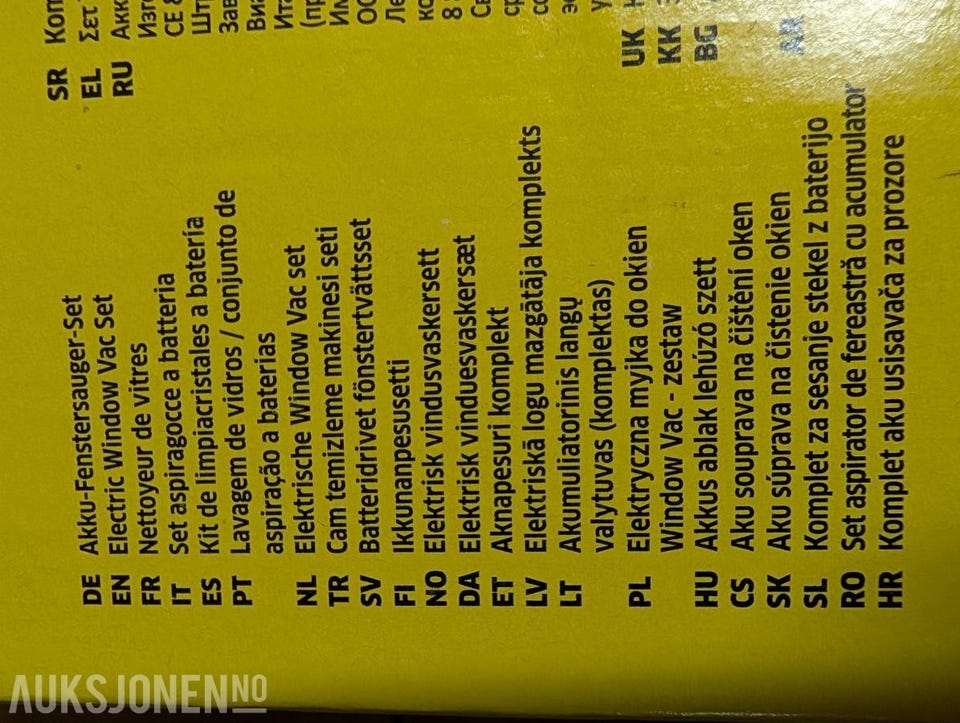 DE Akku-Fenstersauger-Set
EN Electric Window Vac Set
FR Nettoyeur de vitres
IT Set aspiragocce a batteria
ES Kit de limpiacristales a batería
PT Lavagem de vidros / conjunto de
aspiração a baterias
NL Elektrische Window Vac set
TR Cam temizleme makinesi seti
SV Batteridrivet fönstertvättsset
FI Ikkunanpesusetti
NO Elektrisk vindusvaskersett
DA Elektrisk vinduesvaskersæt
ET Aknapesuri komplekt
LV Elektriskā logu mazgātāja komplekts
LT Akumuliatorinis langų
valytuvas (komplektas)
PL Elektryczna myjka do okien
Window Vac - zestaw
HU Akkus ablak lehúzó szett
CS Aku souprava na čištění oken
SK Aku súprava na čistenie okien
SL Komplet za sesanje stekel z baterijo
RO Set aspirator de fereastră cu acumulator
HR Komplet aku usisavača za prozore
SR
EL Σετ
RU
CE
UK
KK
BG
AR
AUKSJONEN NO